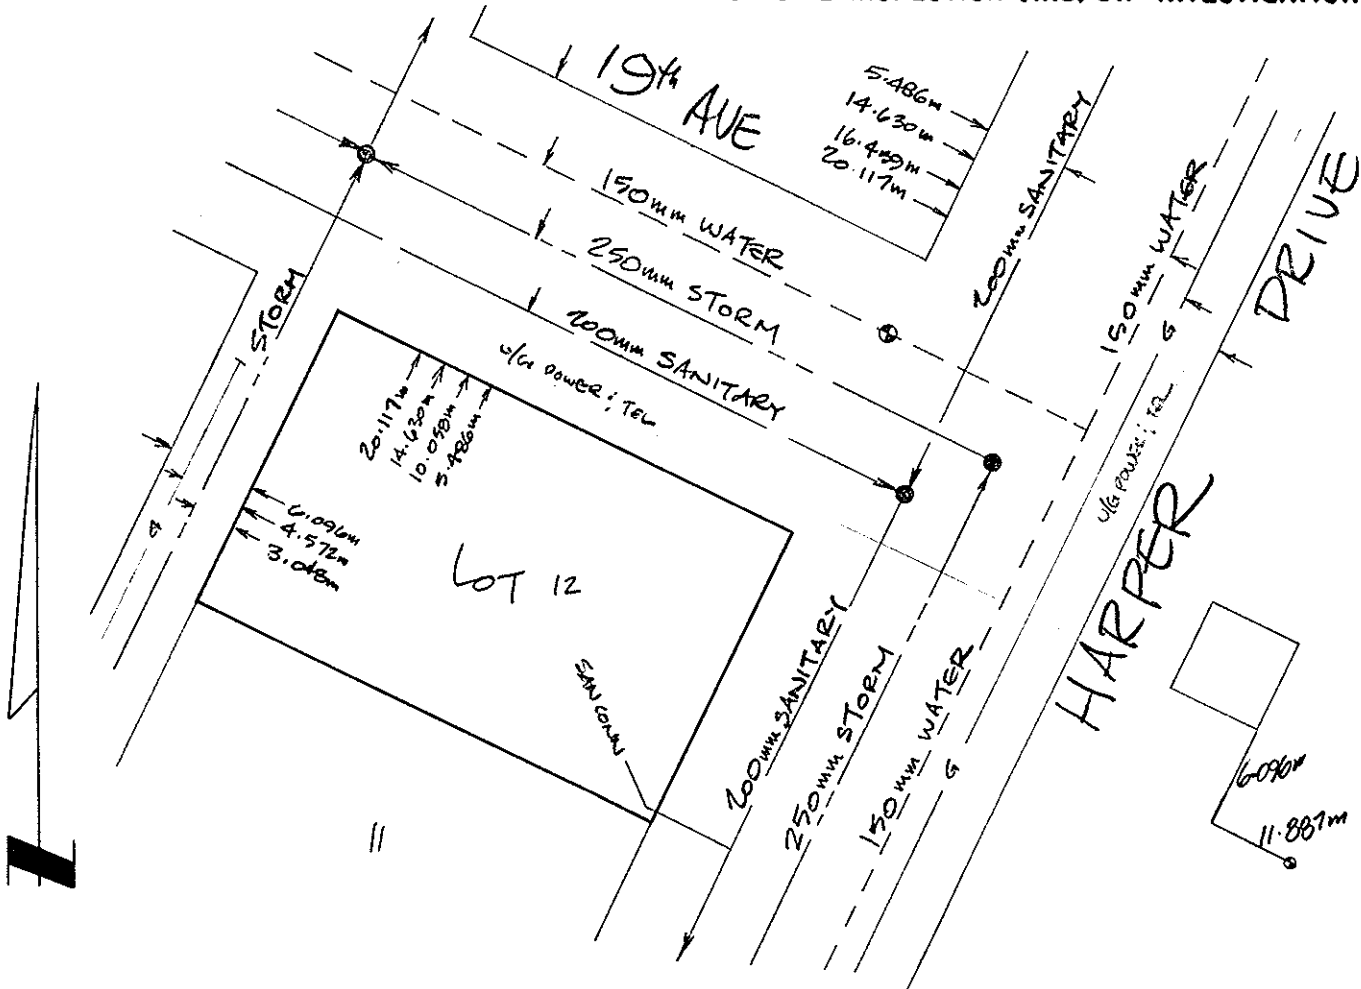 19th AVE
5.486m
14.630m
16.459m
20.117m
200mm SANITARY
150mm WATER
DRIVE
150mm WATER
250mm STORM
200mm SANITARY
U/G POWER ; TEL
STORM
G
20.117m
14.630m
10.058m
5.486m
6.096m
4.572m
3.048m
LOT 12
G
U/G POWER ; TEL
HARPER
SAN CONN
200mm SANITARY
250mm STORM
150mm WATER
G
11
6.096m
11.887m